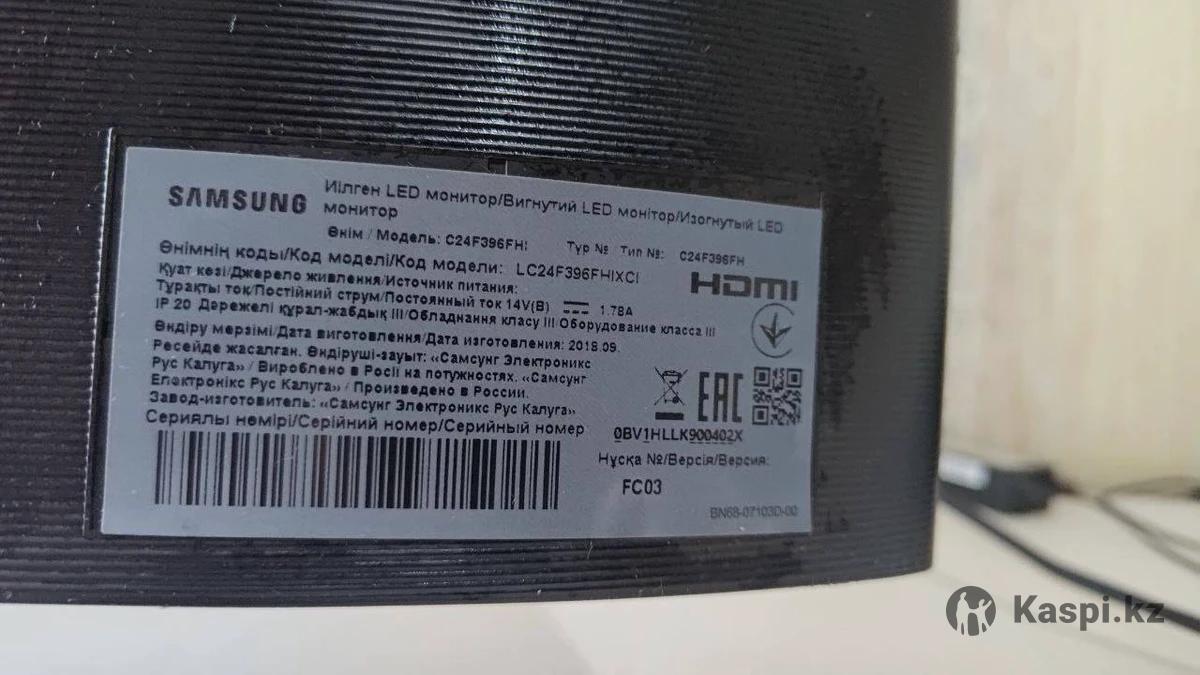 SAMSUNG
Иілген LED монитор/Вигнутий LED монітор/Изогнутый LED
монитор
Өнім / Модель: C24F396FHI Түр № Тип №: C24F396FH
Өнімнің коды/Код моделі/Код модели: LC24F396FHIXCI
HDMI
Қуат көзі/Джерело живлення/Источник питания:
Тұрақты ток/Постійний струм/Постоянный ток 14V(B) 1.78A
IP 20 Дәрежелі құрал-жабдық III/Обладнання класу III Оборудование класса III
Өндіру мерзімі/Дата виготовлення/Дата изготовления: 2018.09.
Ресейде жасалған. Өндіруші-зауыт: «Самсунг Электроникс
Рус Калуга» / Вироблено в Росії на потужностях. «Самсунг
Електронікс Рус Калуга» / Произведено в России.
Завод-изготовитель: «Самсунг Электроникс Рус Калуга»
EAC
Сериялы нөмірі/Серійний номер/Серийный номер
0BV1HLLK900402X
Нұсқа №/Версія/Версия:
FC03
BN68-07103D-00
Kaspi.kz